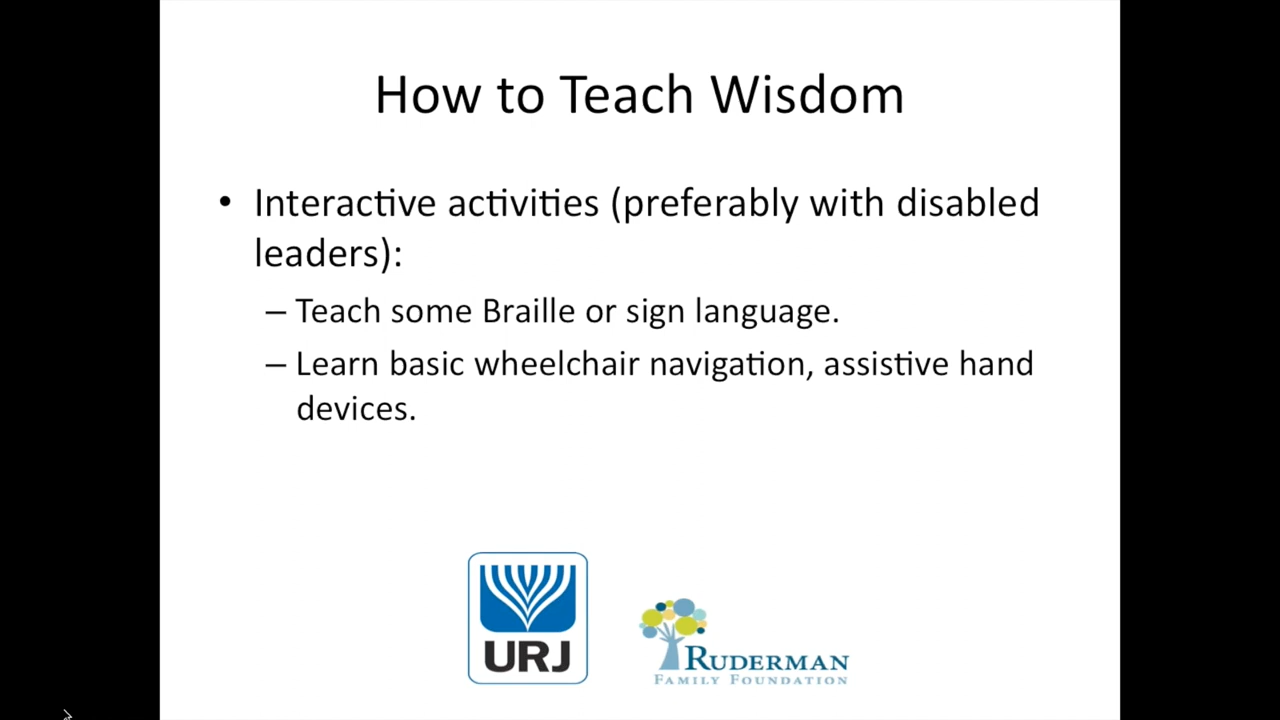 How to Teach Wisdom
• Interactive activities (preferably with disabled
leaders):
– Teach some Braille or sign language.
– Learn basic wheelchair navigation, assistive hand
devices.
URJ
RUDERMAN
FAMILY FOUNDATION